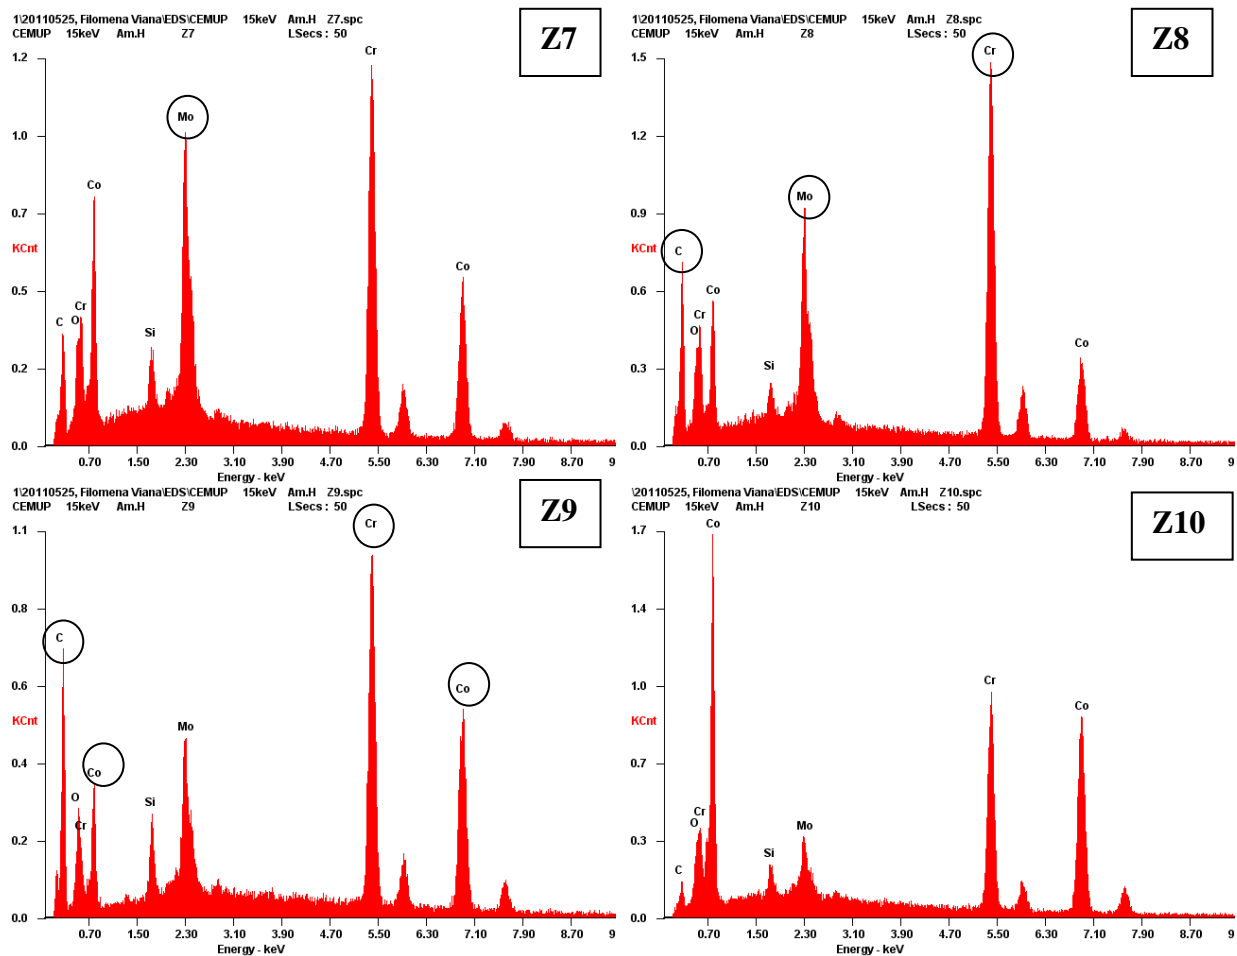 1\20110525, Filomena Viana\EDS\CEMUP 15keV Am.H Z7.spc
CEMUP 15keV Am.H Z7 LSecs : 50
Z7
1.2
1.0
0.7
KCnt
0.5
0.2
0.0
C
O
Cr
Co
Si
Mo
Cr
Co
0.70 1.50 2.30 3.10 3.90 4.70 5.50 6.30 7.10 7.90 8.70 9
Energy - keV
1\20110525, Filomena Viana\EDS\CEMUP 15keV Am.H Z8.spc
CEMUP 15keV Am.H Z8 LSecs : 50
Z8
1.5
1.2
0.9
KCnt
0.6
0.3
0.0
C
O
Cr
Co
Si
Mo
Cr
Co
0.70 1.50 2.30 3.10 3.90 4.70 5.50 6.30 7.10 7.90 8.70 9
Energy - keV
1\20110525, Filomena Viana\EDS\CEMUP 15keV Am.H Z9.spc
CEMUP 15keV Am.H Z9 LSecs : 50
Z9
1.1
0.8
0.6
KCnt
0.4
0.2
0.0
C
O
Cr
Co
Si
Mo
Cr
Co
0.70 1.50 2.30 3.10 3.90 4.70 5.50 6.30 7.10 7.90 8.70 9
Energy - keV
\20110525, Filomena Viana\EDS\CEMUP 15keV Am.H Z10.spc
CEMUP 15keV Am.H Z10 LSecs : 50
Z10
1.7
1.4
1.0
KCnt
0.7
0.3
0.0
C
O
Cr
Co
Si
Mo
Cr
Co
0.70 1.50 2.30 3.10 3.90 4.70 5.50 6.30 7.10 7.90 8.70 9
Energy - keV